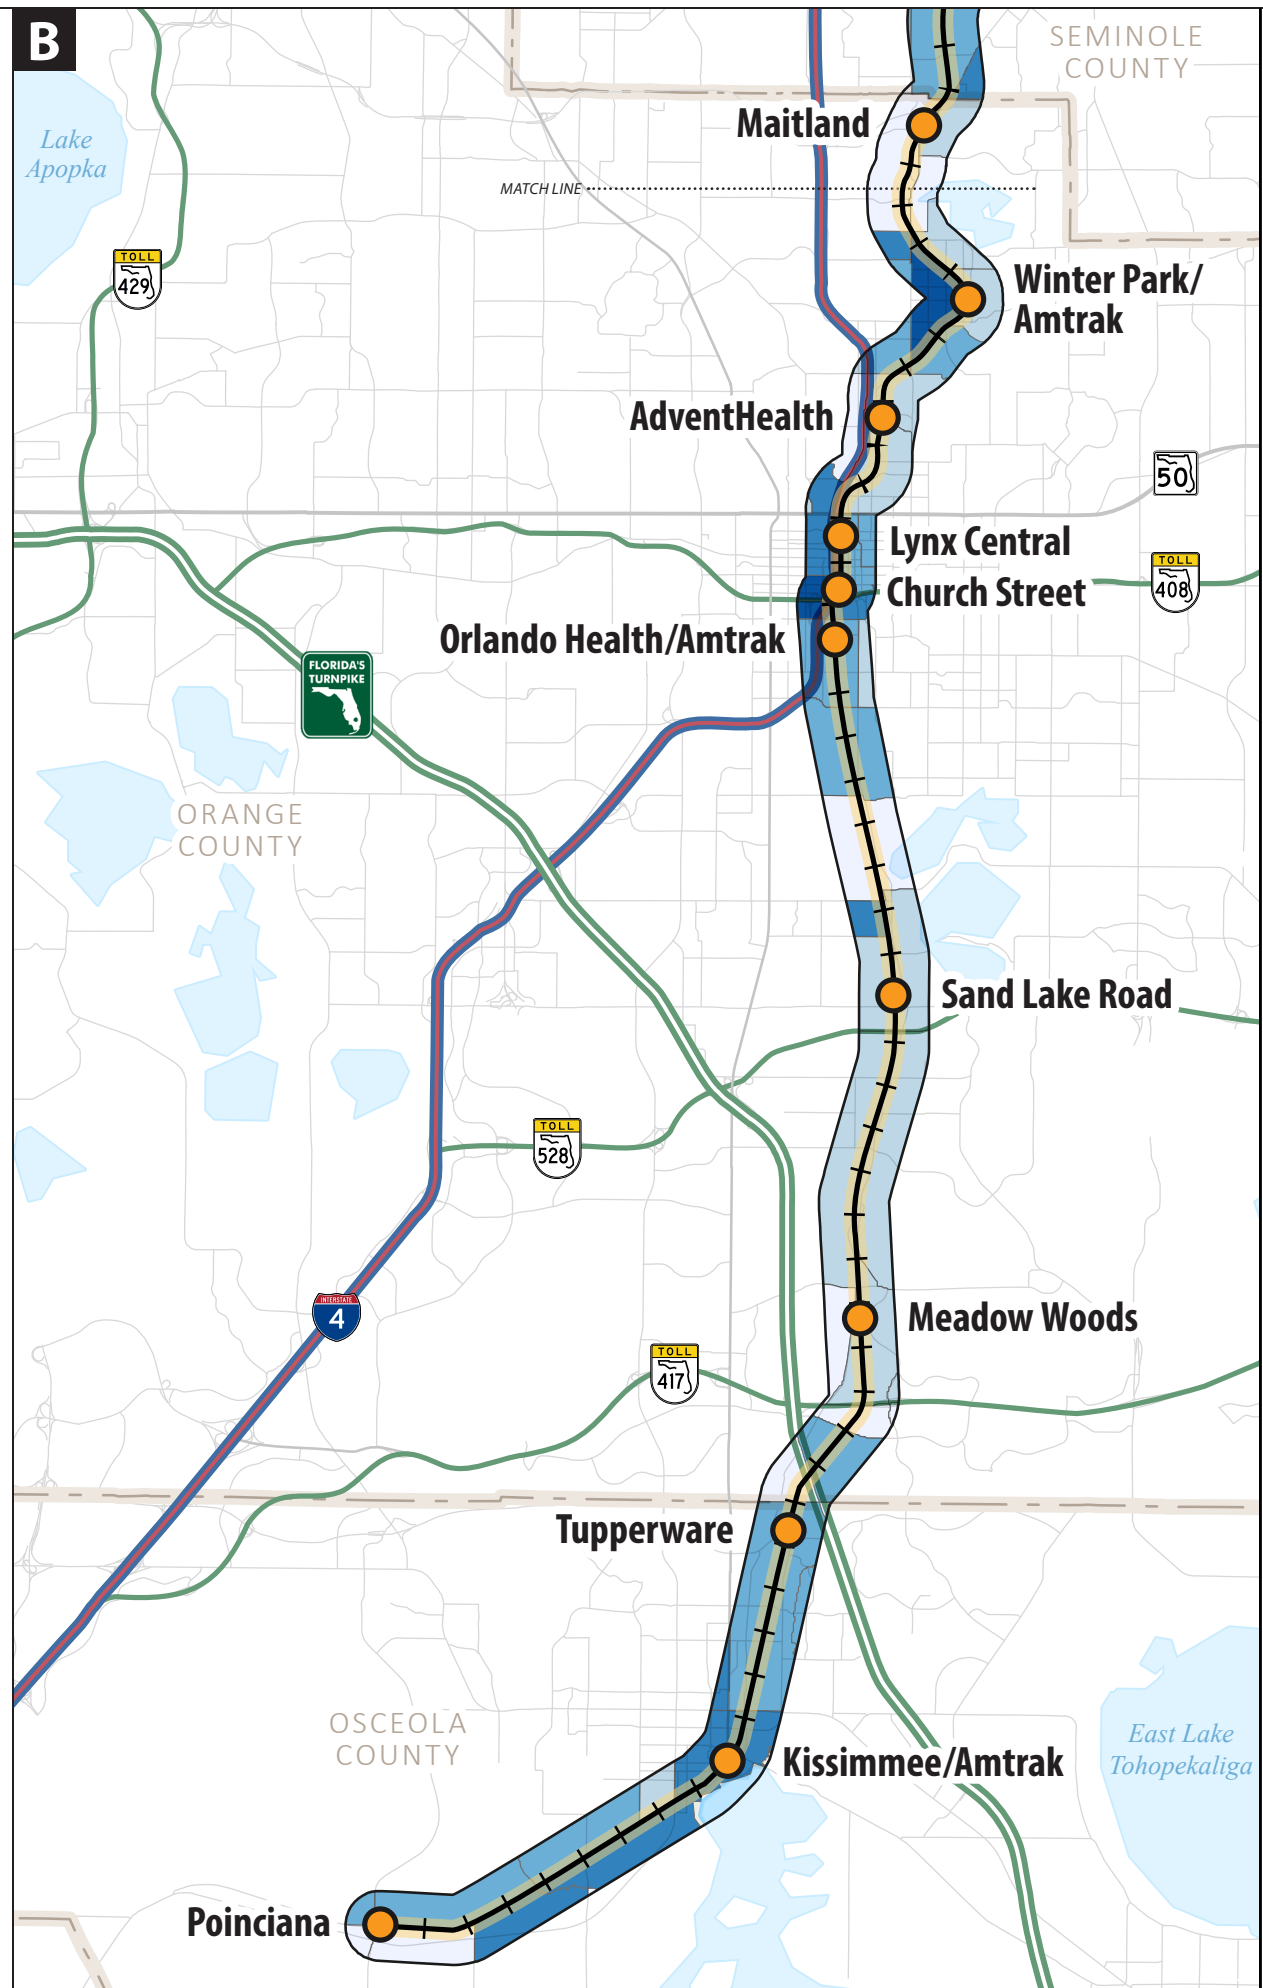 B
SEMINOLE
COUNTY
Maitland
Lake
Apopka
MATCH LINE
TOLL
429
Winter Park/
Amtrak
AdventHealth
50
Lynx Central
TOLL
408
Church Street
Orlando Health/Amtrak
FLORIDA'S
TURNPIKE
ORANGE
COUNTY
Sand Lake Road
TOLL
528
INTERSTATE
4
Meadow Woods
TOLL
417
Tupperware
OSCEOLA
COUNTY
East Lake
Tohopekaliga
Kissimmee/Amtrak
Poinciana